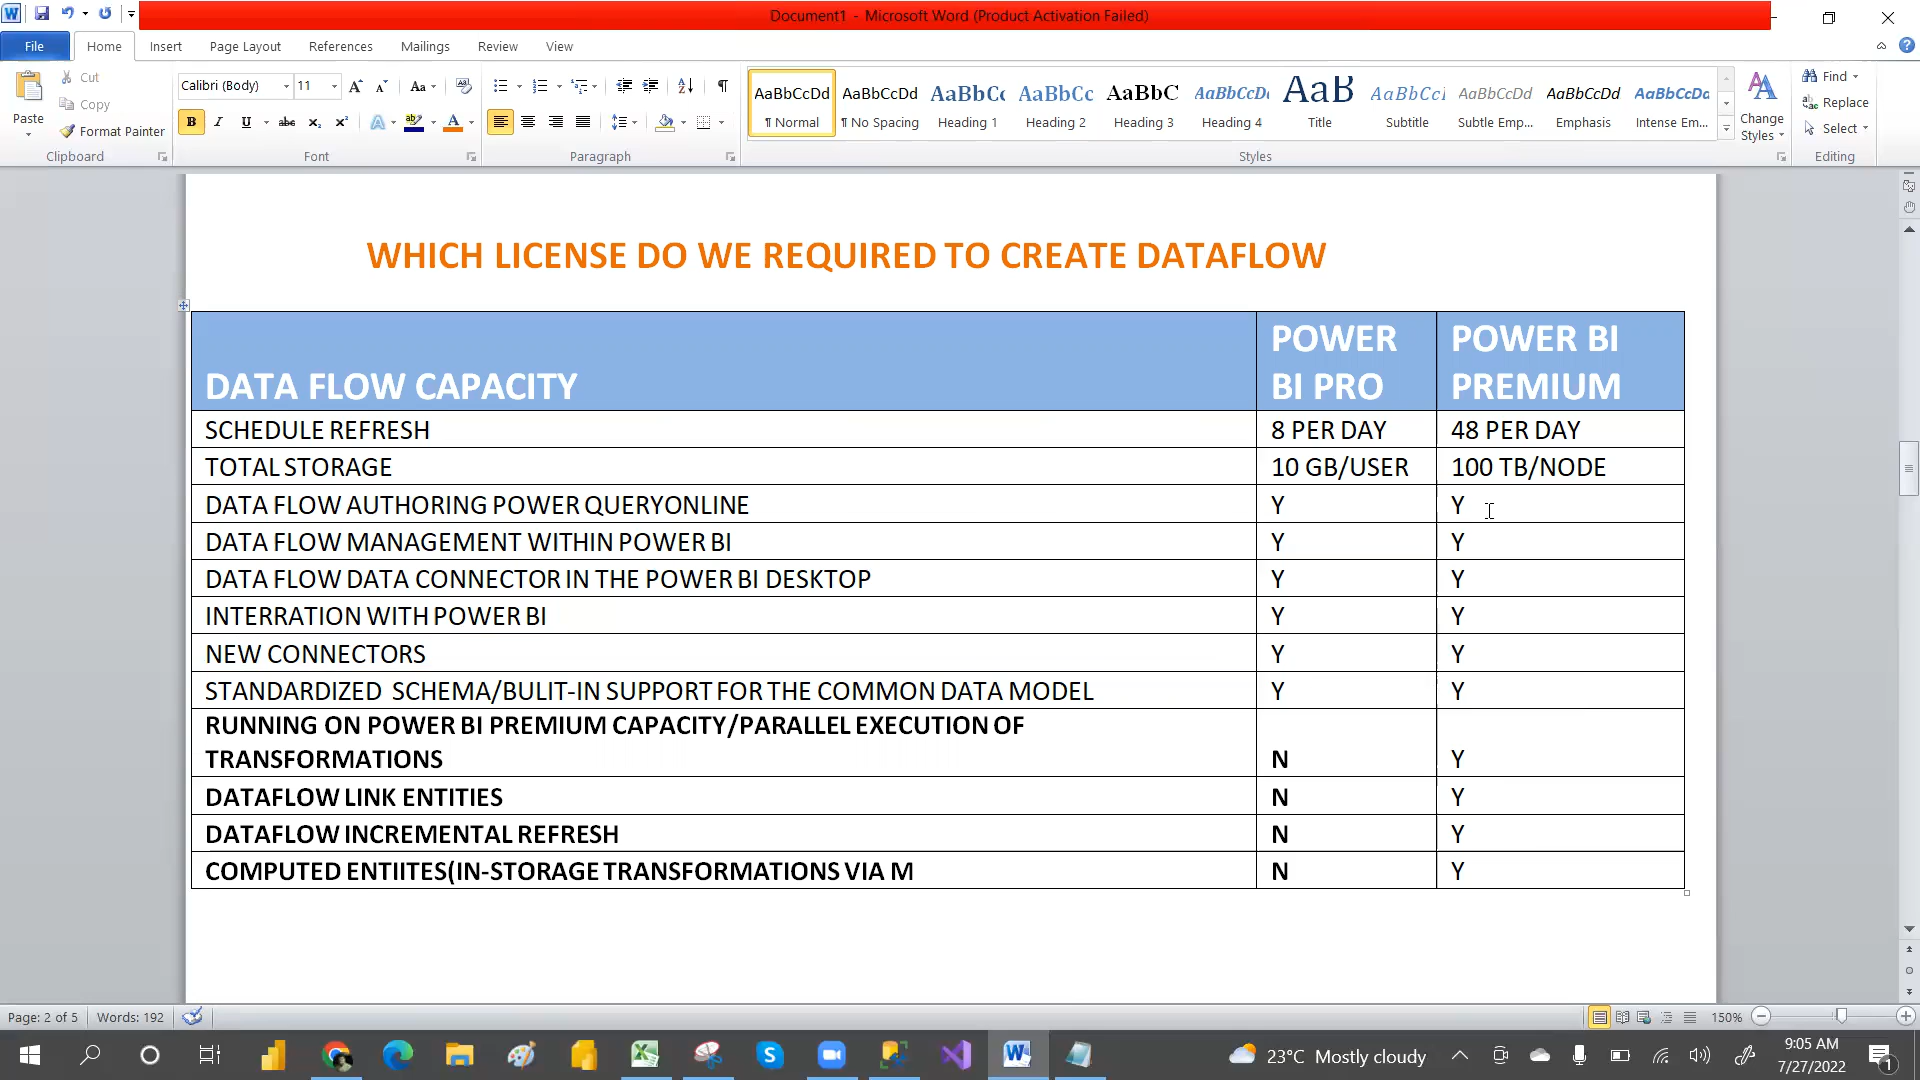 Document1 - Microsoft Word (Product Activation Failed)
File Home Insert Page Layout References Mailings Review View
Cut
Copy
Paste
Format Painter
Clipboard
Calibri (Body) 11
Font
Paragraph
AaBbCcDd AaBbCcDd AaBbCc AaBbCc AaBbC AaBbCcDd AaB AaBbCcl AaBbCcDd AaBbCcDd AaBbCcDd
¶ Normal ¶ No Spacing Heading 1 Heading 2 Heading 3 Heading 4 Title Subtitle Subtle Emp... Emphasis Intense Em...
Styles
Change Styles
Find
Replace
Select
Editing
WHICH LICENSE DO WE REQUIRED TO CREATE DATAFLOW
DATA FLOW CAPACITY POWER BI PRO POWER BI PREMIUM
SCHEDULE REFRESH 8 PER DAY 48 PER DAY
TOTAL STORAGE 10 GB/USER 100 TB/NODE
DATA FLOW AUTHORING POWER QUERYONLINE Y Y
DATA FLOW MANAGEMENT WITHIN POWER BI Y Y
DATA FLOW DATA CONNECTOR IN THE POWER BI DESKTOP Y Y
INTERRATION WITH POWER BI Y Y
NEW CONNECTORS Y Y
STANDARDIZED SCHEMA/BULIT-IN SUPPORT FOR THE COMMON DATA MODEL Y Y
RUNNING ON POWER BI PREMIUM CAPACITY/PARALLEL EXECUTION OF
TRANSFORMATIONS N Y
DATAFLOW LINK ENTITIES N Y
DATAFLOW INCREMENTAL REFRESH N Y
COMPUTED ENTIITES(IN-STORAGE TRANSFORMATIONS VIA M N Y
Page: 2 of 5 Words: 192 150%
23°C Mostly cloudy 9:05 AM
7/27/2022 1